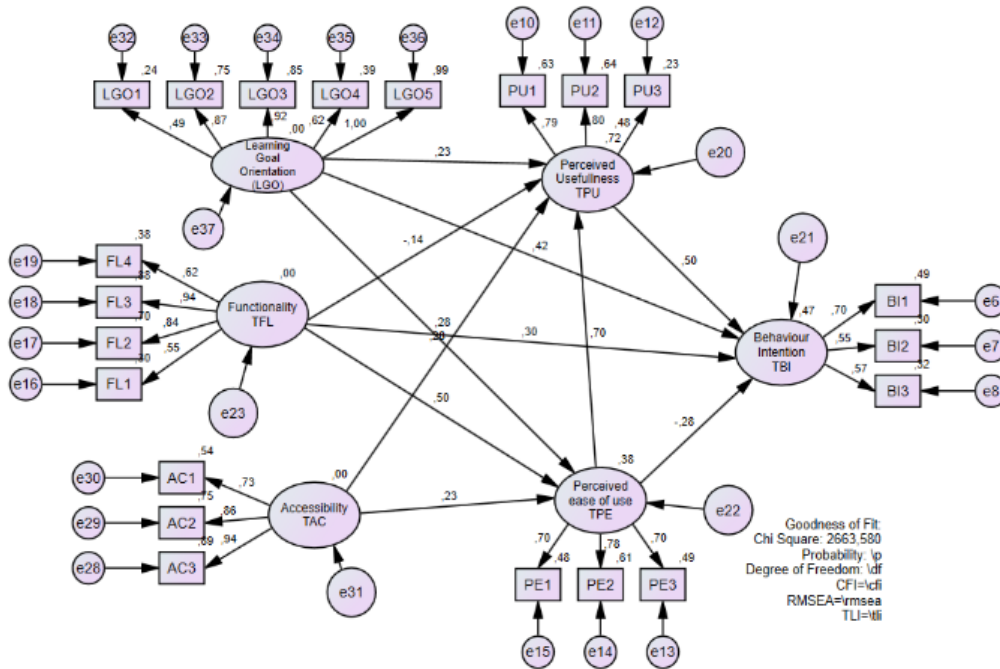 e32 e33 e34 e35 e36
,24 ,75 ,85 ,39 ,99
LGO1 LGO2 LGO3 LGO4 LGO5
,49 ,87 ,92 ,62 1,00
,00
Learning
Goal
Orientation
(LGO)
e37
e10 e11 e12
,63 ,64 ,23
PU1 PU2 PU3
,79 ,80 ,48
,72
Perceived
Usefullness
TPU
e20
,23
-,14
,42
,50
e21
e19 ,38 FL4 ,62
e18 ,88 FL3 ,94
e17 ,70 FL2 ,84
e16 ,30 FL1 ,55
,00
Functionality
TFL
e23
,28
,30
,70
,47
Behaviour
Intention
TBI
,70 ,49 BI1 e6
,55 ,30 BI2 e7
,57 ,32 BI3 e8
,50
-,28
e30 ,54 AC1 ,73
e29 ,75 AC2 ,86
e28 AC3 ,94
,00
Accessibility
TAC
e31
,23
,38
Perceived
ease of use
TPE
e22
,70 ,78 ,70
,48 ,61 ,49
PE1 PE2 PE3
e15 e14 e13
Goodness of Fit:
Chi Square: 2663,580
Probability: \p
Degree of Freedom: \df
CFI=\cfi
RMSEA=\rmsea
TLI=\tli